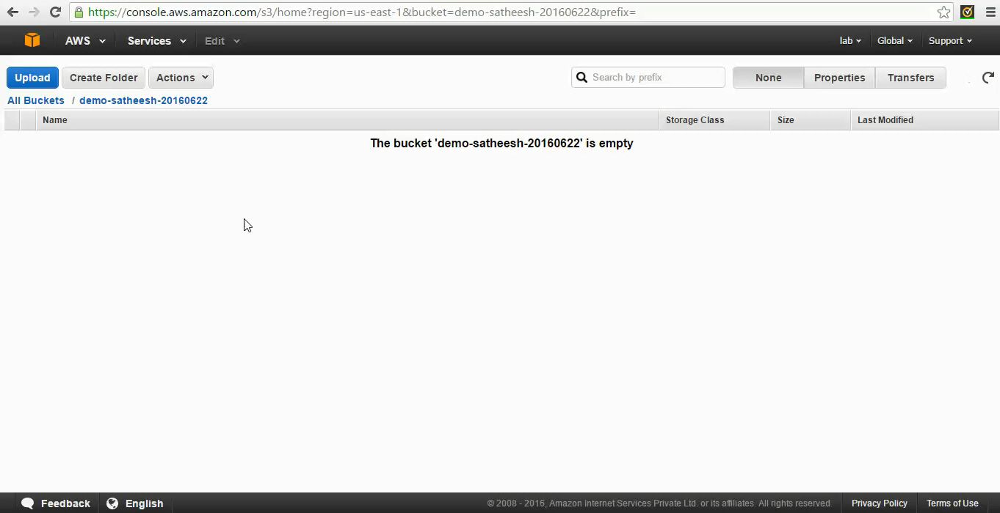 https://console.aws.amazon.com/s3/home?region=us-east-1&bucket=demo-satheesh-20160622&prefix=
AWS Services Edit lab Global Support
Upload Create Folder Actions Search by prefix None Properties Transfers
All Buckets / demo-satheesh-20160622
Name Storage Class Size Last Modified
The bucket 'demo-satheesh-20160622' is empty
Feedback English © 2008 - 2016, Amazon Internet Services Private Ltd. or its affiliates. All rights reserved. Privacy Policy Terms of Use